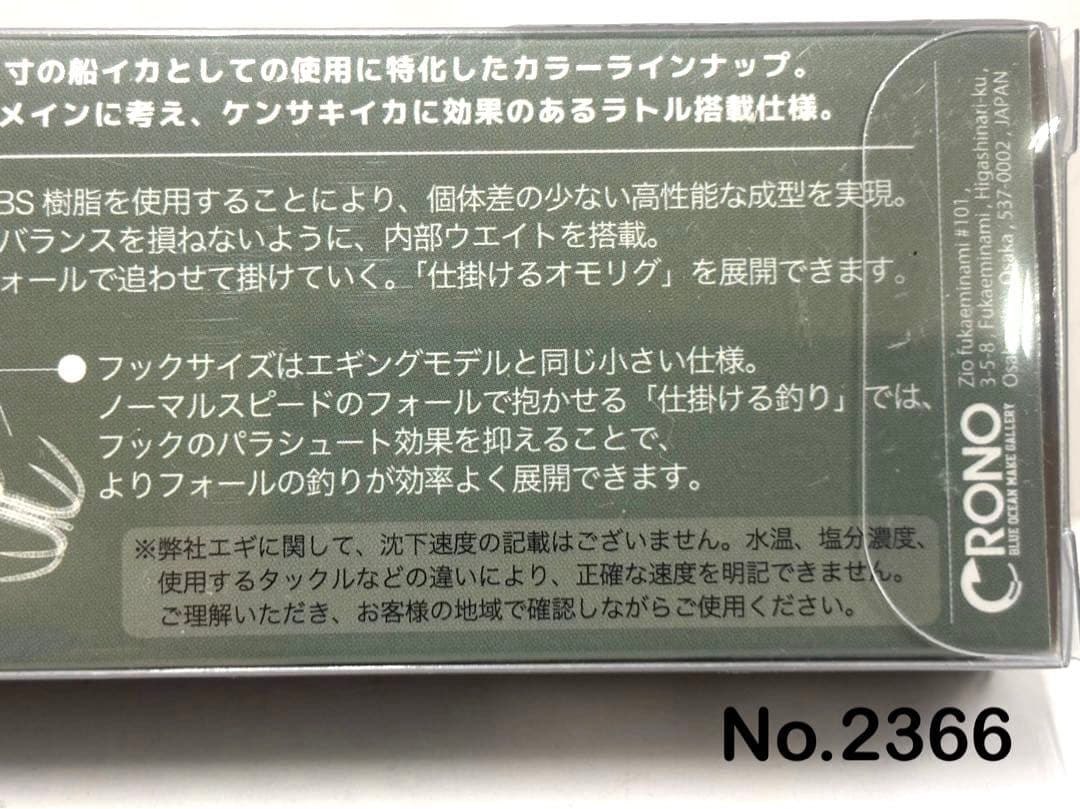 寸の船イカとしての使用に特化したカラーラインナップ。
メインに考え、ケンサキイカに効果のあるラトル搭載仕様。
BS 樹脂を使用することにより、個体差の少ない高性能な成型を実現。
バランスを損ねないように、内部ウエイトを搭載。
ォールで追わせて掛けていく。「仕掛けるオモリグ」を展開できます。
フックサイズはエギングモデルと同じ小さい仕様。
ノーマルスピードのフォールで抱かせる「仕掛ける釣り」では、
フックのパラシュート効果を抑えることで、
よりフォールの釣りが効率よく展開できます。
※弊社エギに関して、沈下速度の記載はございません。水温、塩分濃度、
使用するタックルなどの違いにより、正確な速度を明記できません。
ご理解いただき、お客様の地域で確認しながらご使用ください。
CRONO
BLUE OCEAN MAKE GALLERY
Zio fukaeminami #101,
3-5-8 Fukaeminami, Higashinari-ku,
Osaka, 537-0002, JAPAN
No.2366